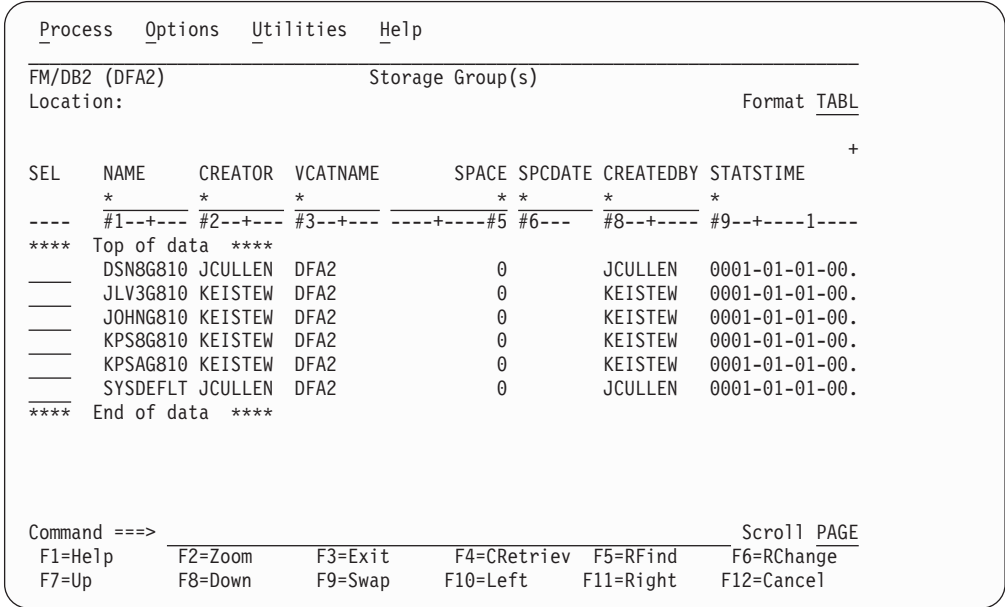 Process Options Utilities Help
FM/DB2 (DFA2) Storage Group(s)
Location: Format TABL
+
SEL NAME CREATOR VCATNAME SPACE SPCDATE CREATEDBY STATSTIME
* * * * * * *
---- #1--+--- #2--+--- #3--+--- ----+----#5 #6--- #8--+---- #9--+----1----
**** Top of data ****
____ DSN8G810 JCULLEN DFA2 0 JCULLEN 0001-01-01-00.
____ JLV3G810 KEISTEW DFA2 0 KEISTEW 0001-01-01-00.
____ JOHNG810 KEISTEW DFA2 0 KEISTEW 0001-01-01-00.
____ KPS8G810 KEISTEW DFA2 0 KEISTEW 0001-01-01-00.
____ KPSAG810 KEISTEW DFA2 0 KEISTEW 0001-01-01-00.
____ SYSDEFLT JCULLEN DFA2 0 JCULLEN 0001-01-01-00.
**** End of data ****
Command ===> Scroll PAGE
F1=Help F2=Zoom F3=Exit F4=CRetriev F5=RFind F6=RChange
F7=Up F8=Down F9=Swap F10=Left F11=Right F12=Cancel